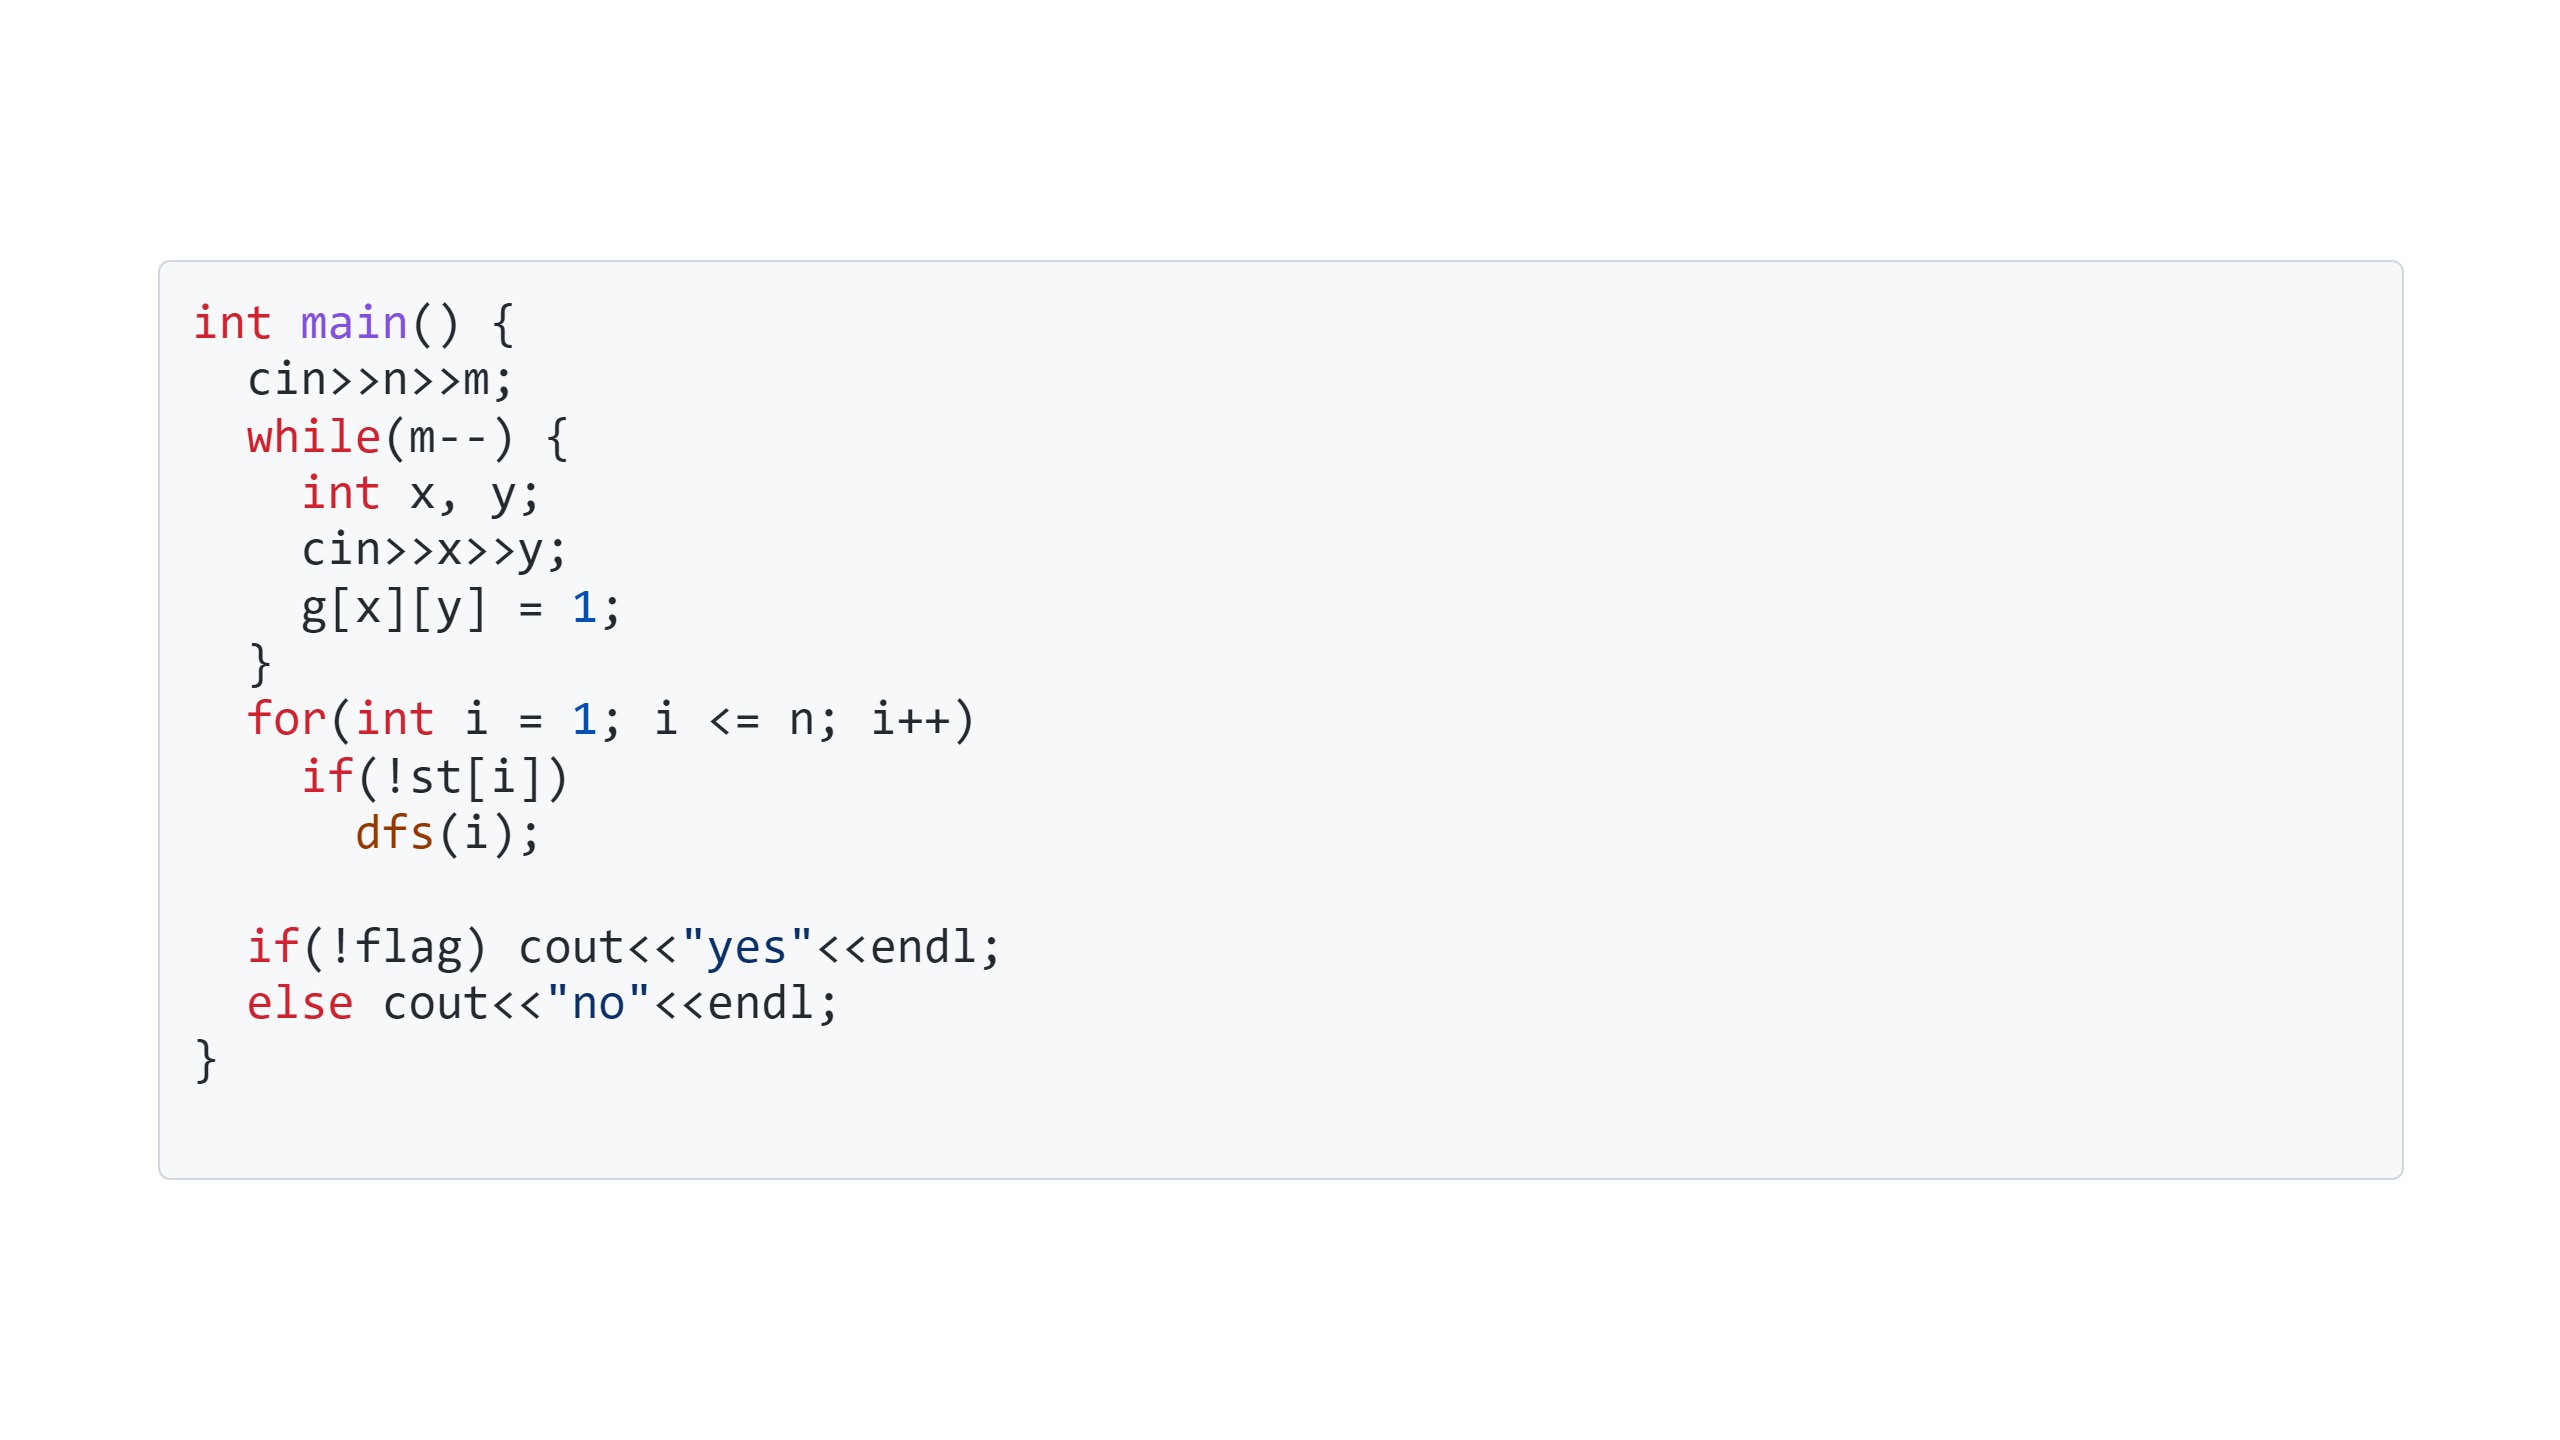 int main() {
  cin>>n>>m;
  while(m--) {
    int x, y;
    cin>>x>>y;
    g[x][y] = 1;
  }
  for(int i = 1; i <= n; i++)
    if(!st[i])
      dfs(i);

  if(!flag) cout<<"yes"<<endl;
  else cout<<"no"<<endl;
}